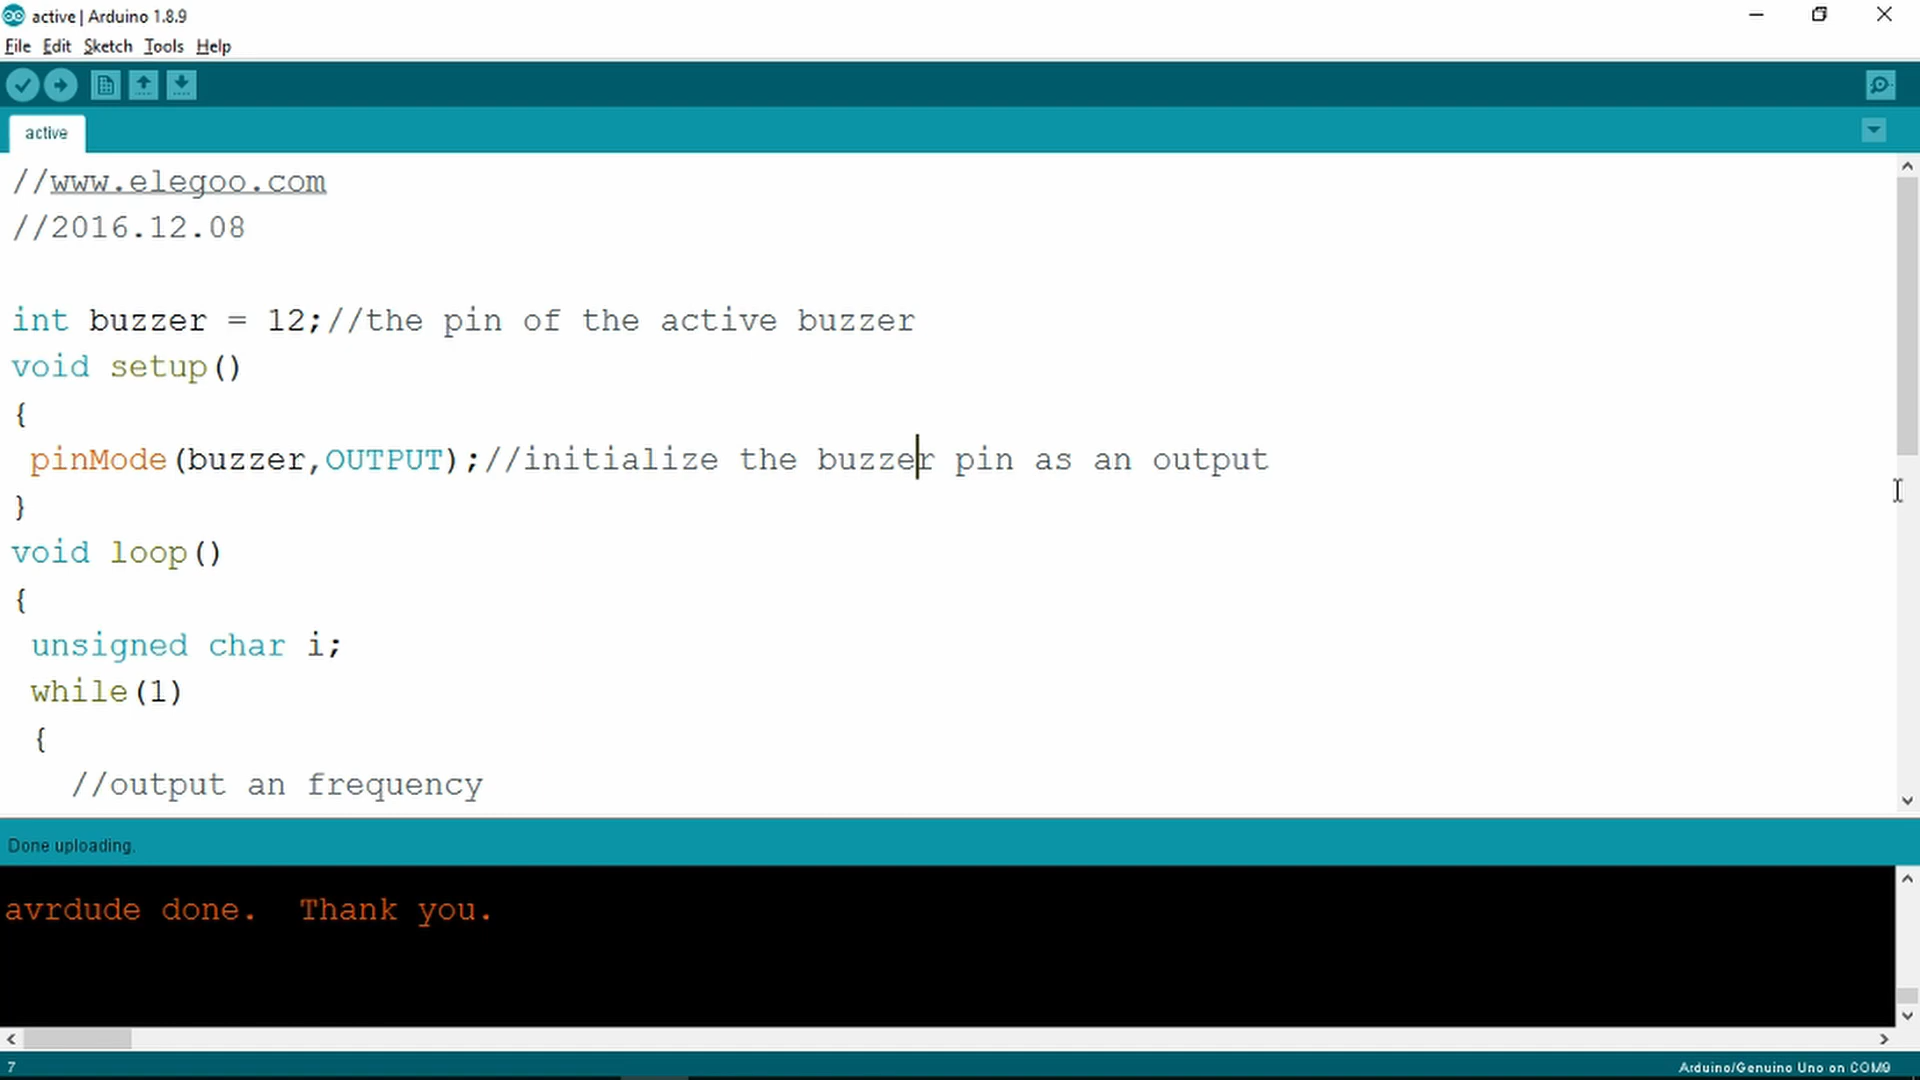 active | Arduino 1.8.9
File Edit Sketch Tools Help
active
//www.elegoo.com
//2016.12.08
int buzzer = 12;//the pin of the active buzzer
void setup()
{
pinMode(buzzer,OUTPUT);//initialize the buzzer pin as an output
}
void loop()
{
unsigned char i;
while(1)
{
//output an frequency
Done uploading.
avrdude done.  Thank you.
7
Arduino/Genuino Uno on COM9